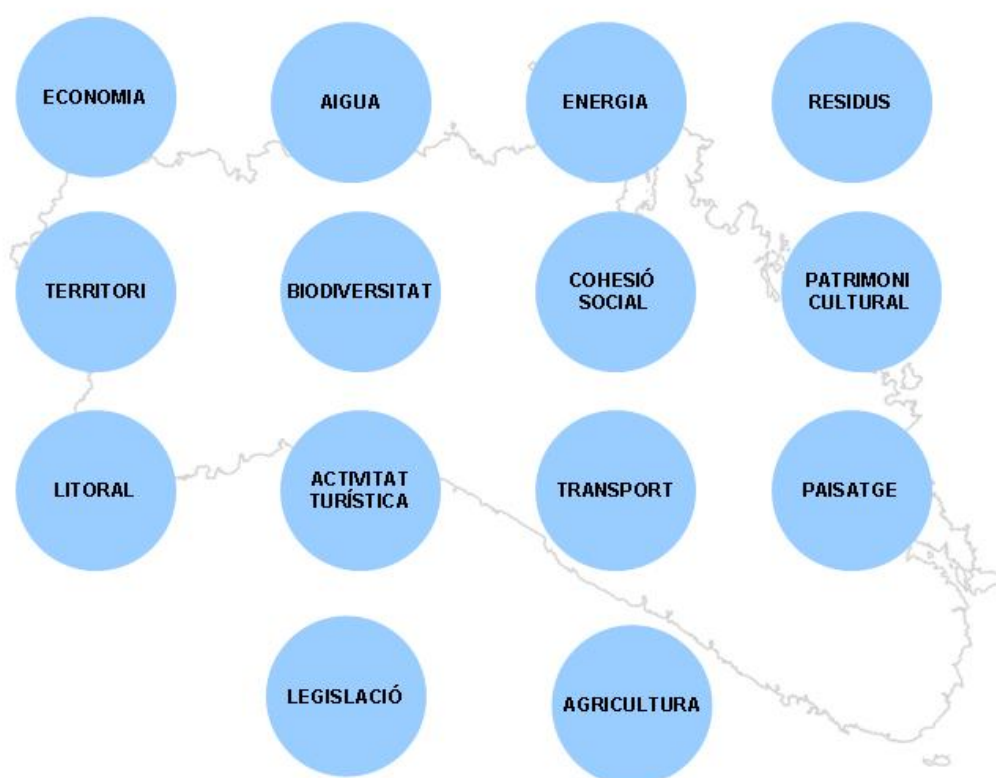 ECONOMIA
AIGUA
ENERGIA
RESIDUS
TERRITORI
BIODIVERSITAT
COHESIÓ
SOCIAL
PATRIMONI
CULTURAL
LITORAL
ACTIVITAT
TURÍSTICA
TRANSPORT
PAISATGE
LEGISLACIÓ
AGRICULTURA